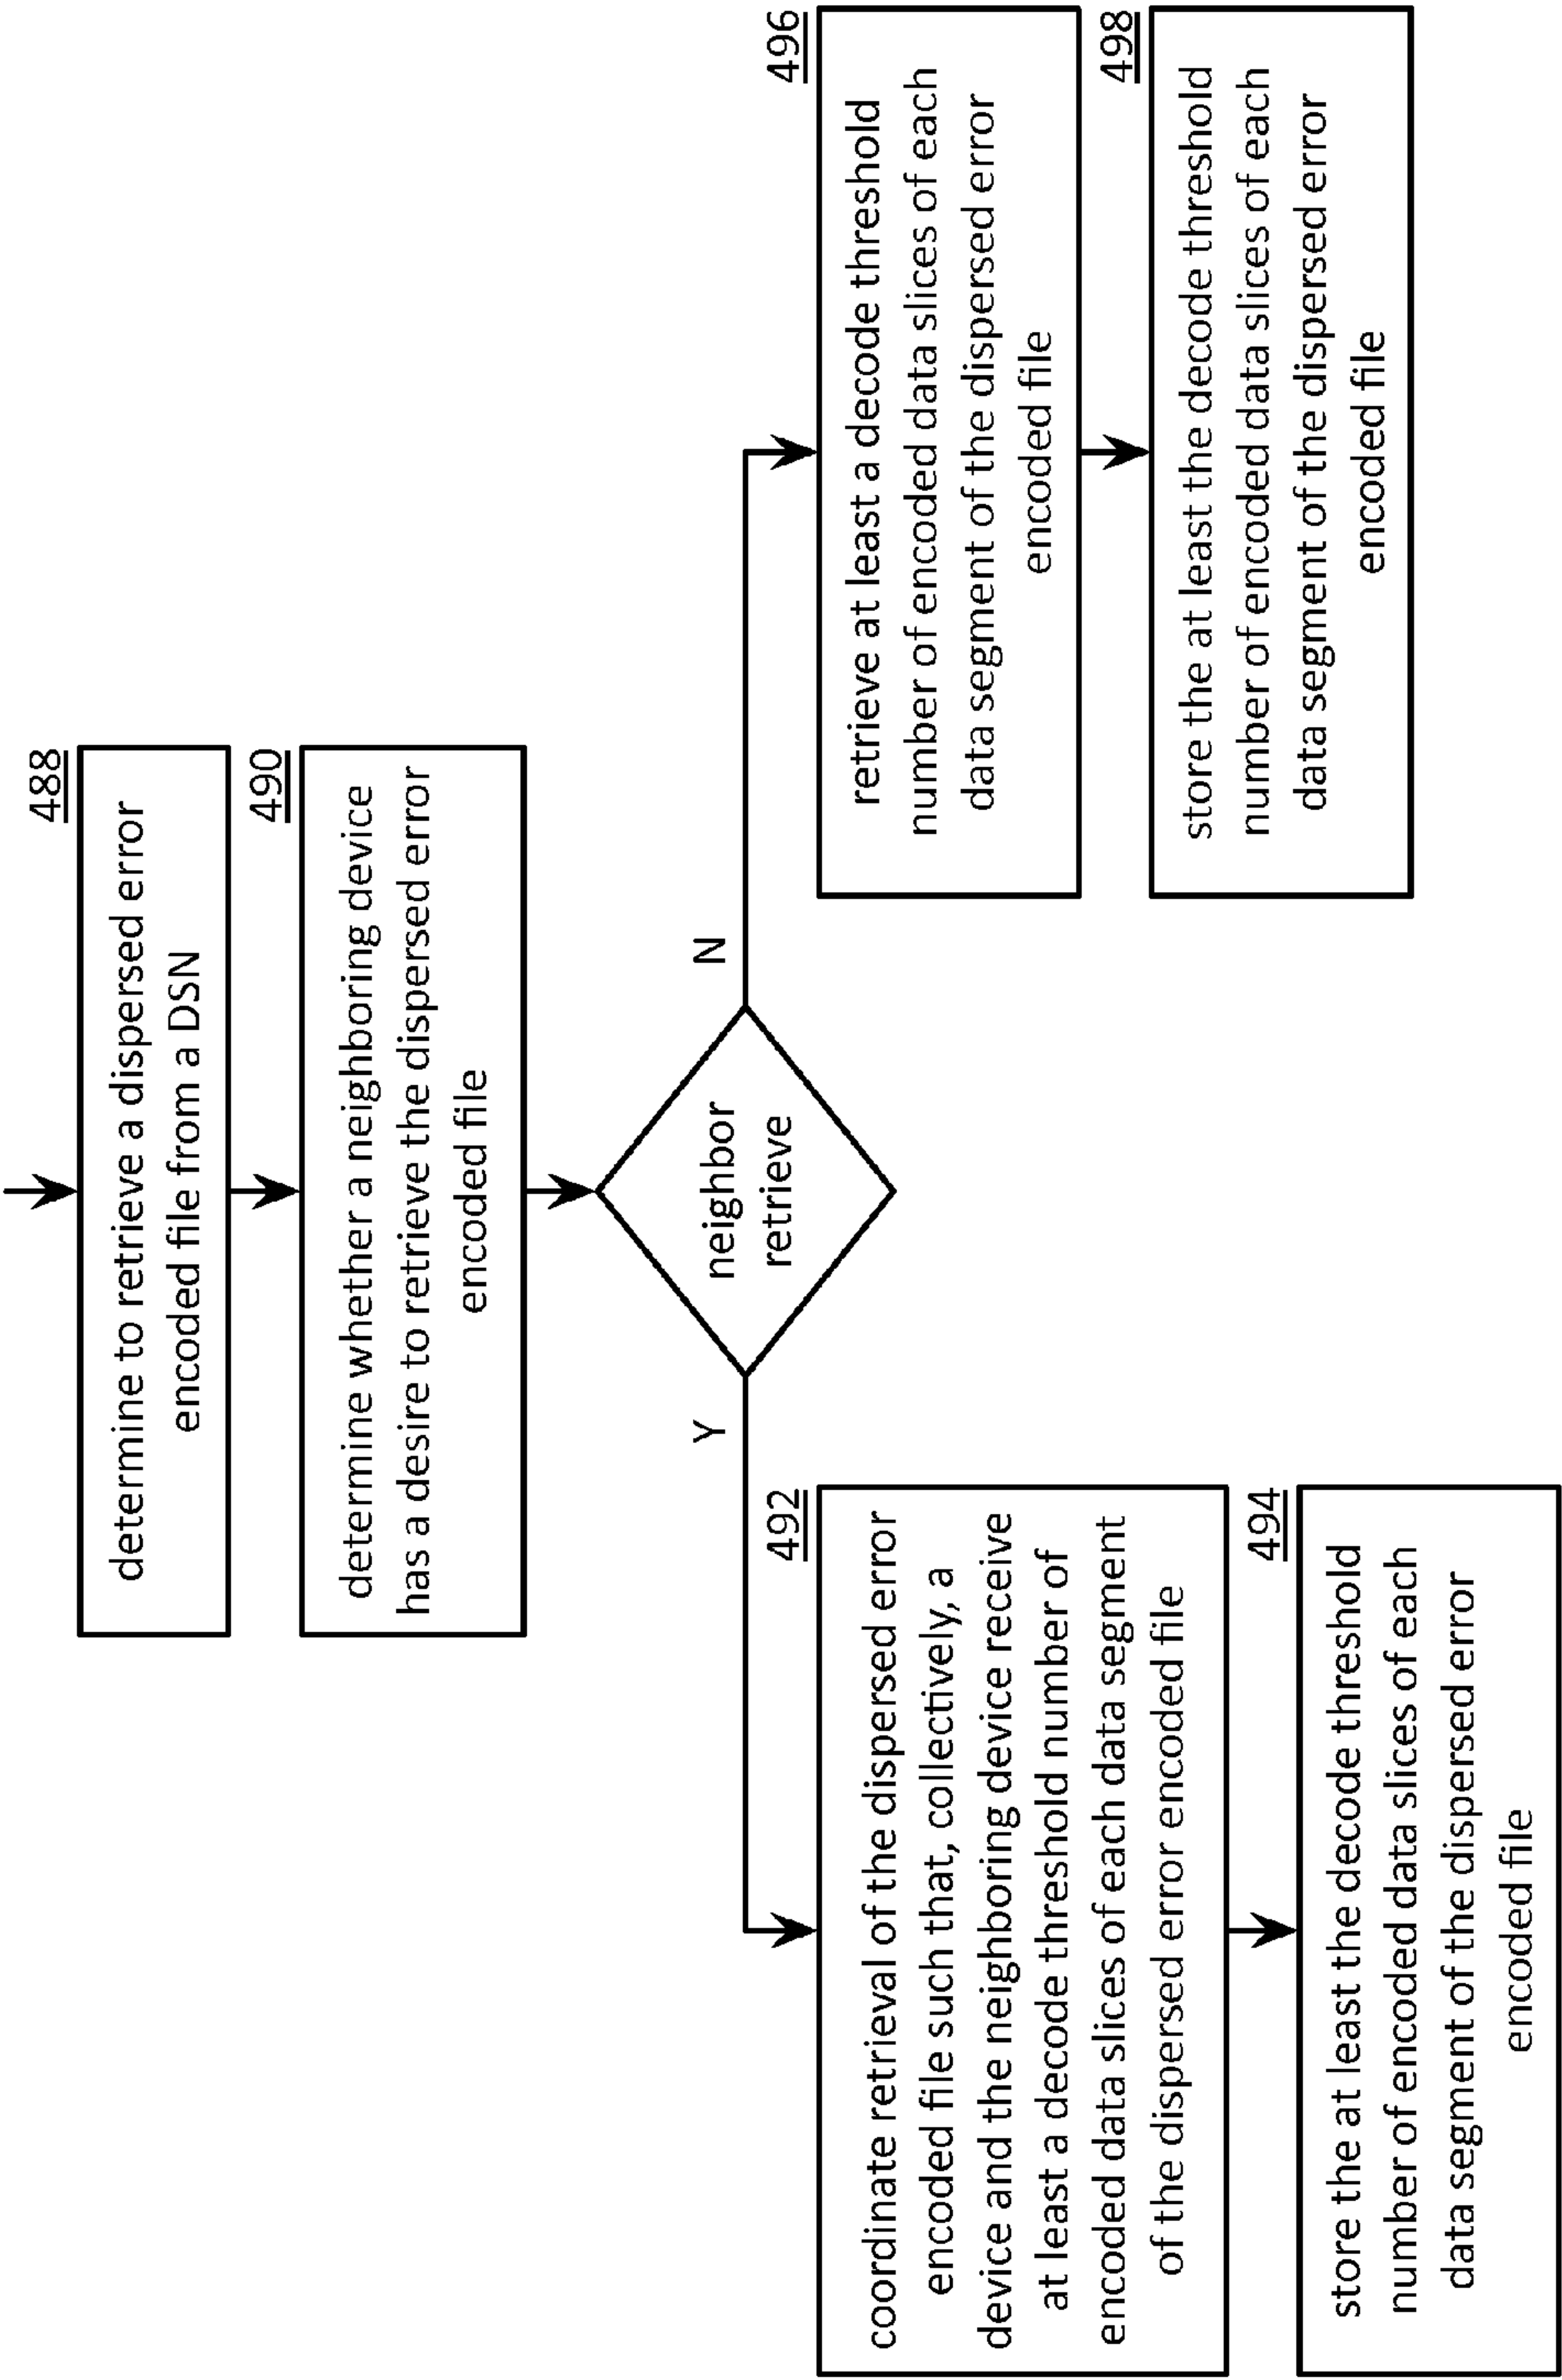 488
determine to retrieve a dispersed error
encoded file from a DSN
490
determine whether a neighboring device
has a desire to retrieve the dispersed error
encoded file
neighbor
retrieve
Y
N
492
coordinate retrieval of the dispersed error
encoded file such that, collectively, a
device and the neighboring device receive
at least a decode threshold number of
encoded data slices of each data segment
of the dispersed error encoded file
494
store the at least the decode threshold
number of encoded data slices of each
data segment of the dispersed error
encoded file
496
retrieve at least a decode threshold
number of encoded data slices of each
data segment of the dispersed error
encoded file
498
store the at least the decode threshold
number of encoded data slices of each
data segment of the dispersed error
encoded file